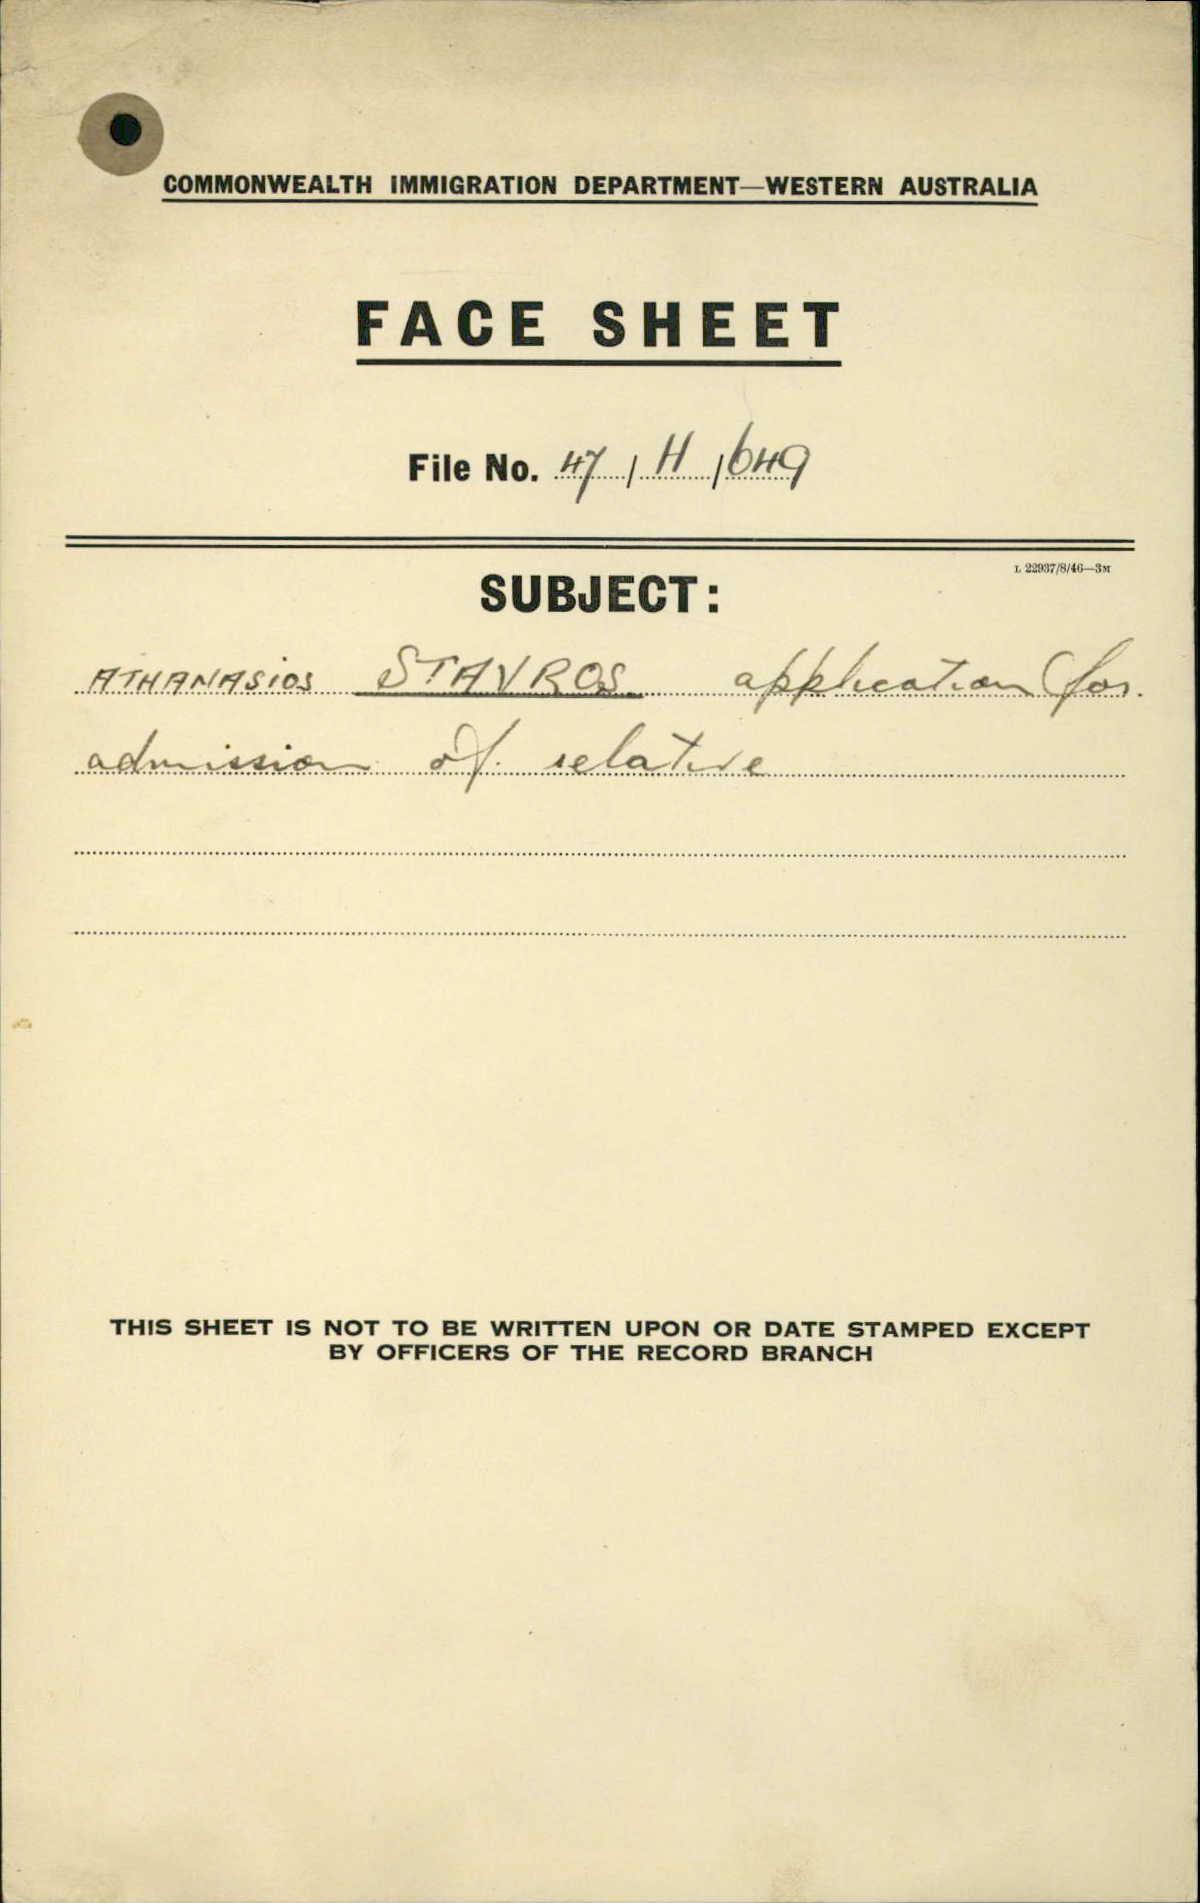 COMMONWEALTH IMMIGRATION DEPARTMENT—WESTERN AUSTRALIA
FACE SHEET
File No. 47 / H / 649
L 22937/8/46—3M
SUBJECT:
ATHANASIOS STAVROS application for
admission of relative
THIS SHEET IS NOT TO BE WRITTEN UPON OR DATE STAMPED EXCEPT
BY OFFICERS OF THE RECORD BRANCH